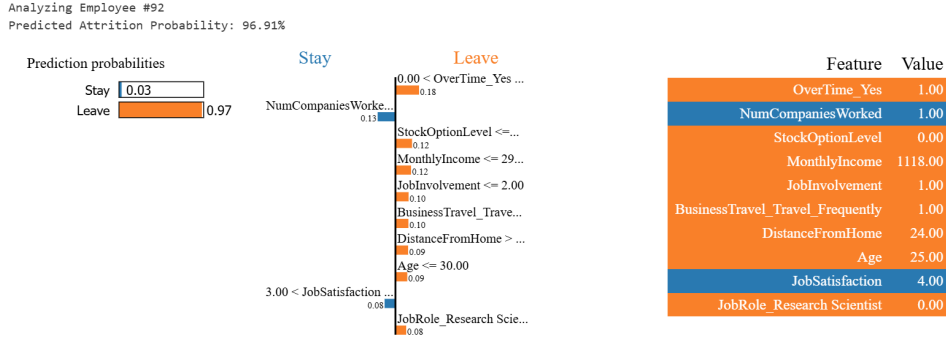 Analyzing Employee #92
Predicted Attrition Probability: 96.91%
Prediction probabilities
Stay 0.03
Leave 0.97
Stay Leave
0.00 < OverTime_Yes ...
0.18
NumCompaniesWorke...
0.13
StockOptionLevel <=...
0.12
MonthlyIncome <= 29...
0.12
JobInvolvement <= 2.00
0.10
BusinessTravel_Trave...
0.10
DistanceFromHome > ...
0.09
Age <= 30.00
0.09
3.00 < JobSatisfaction ...
0.08
JobRole_Research Scie...
0.08
Feature Value
OverTime_Yes 1.00
NumCompaniesWorked 1.00
StockOptionLevel 0.00
MonthlyIncome 1118.00
JobInvolvement 1.00
BusinessTravel_Travel_Frequently 1.00
DistanceFromHome 24.00
Age 25.00
JobSatisfaction 4.00
JobRole_Research Scientist 0.00